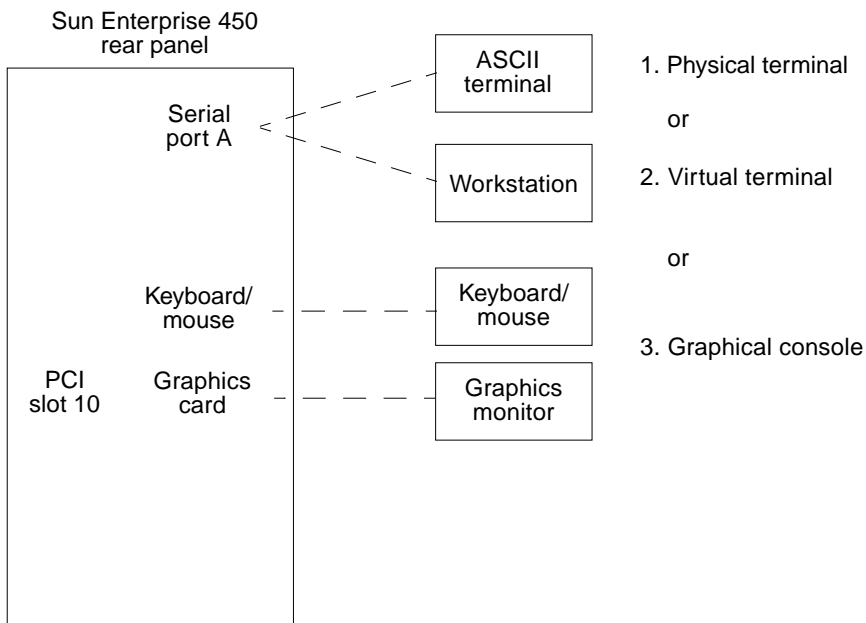 Sun Enterprise 450
rear panel
ASCII
terminal
1. Physical terminal
or
Serial
port A
Workstation
2. Virtual terminal
or
Keyboard/
mouse
Keyboard/
mouse
3. Graphical console
PCI
slot 10
Graphics
card
Graphics
monitor